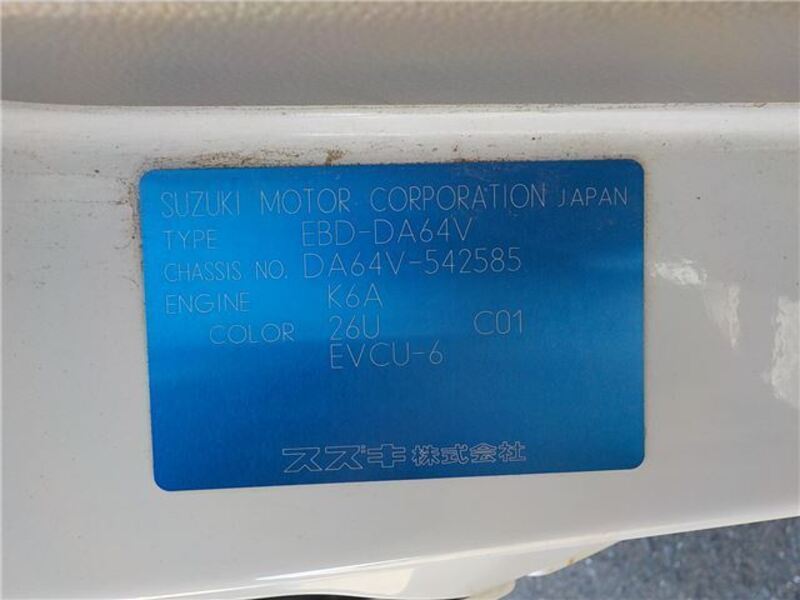 SUZUKI MOTOR CORPORATION JAPAN
TYPE EBD-DA64V
CHASSIS NO. DA64V-542585
ENGINE K6A
COLOR 26U C01
EVCU-6
スズキ株式会社